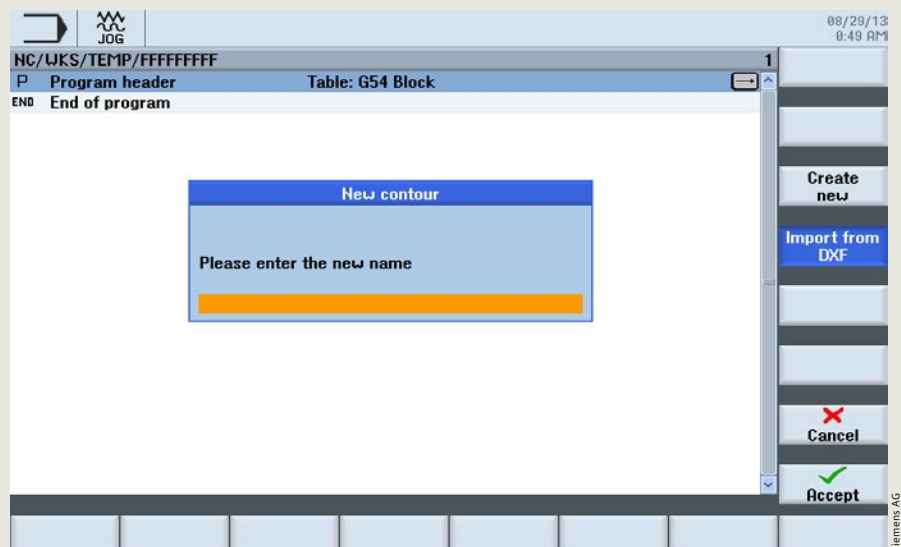 JOG
08/29/13
8:49 AM
NC/WKS/TEMP/FFFFFFFFF
1
P Program header Table: G54 Block
END End of program
New contour
Please enter the new name
Create new
Import from DXF
Cancel
Accept
iemens AG